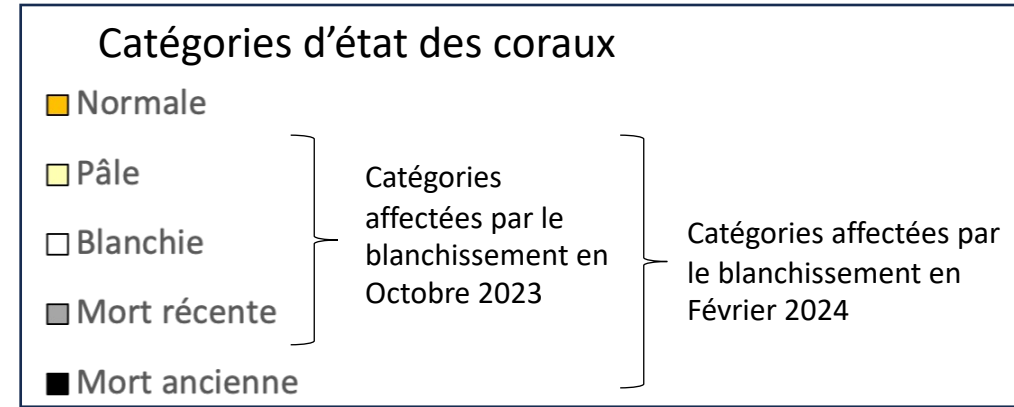 Catégories d’état des coraux
Normale
Pâle
Blanchie
Mort récente
Mort ancienne
Catégories
affectées par le
blanchissement en
Octobre 2023
Catégories affectées par
le blanchissement en
Février 2024